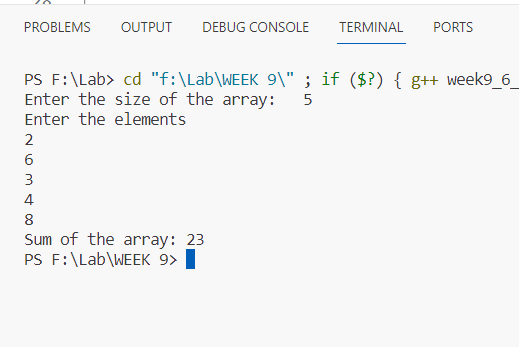 PROBLEMS OUTPUT DEBUG CONSOLE TERMINAL PORTS
PS F:\Lab> cd "f:\Lab\WEEK 9\" ; if ($?) { g++ week9_6_
Enter the size of the array:   5
Enter the elements
2
6
3
4
8
Sum of the array: 23
PS F:\Lab\WEEK 9>